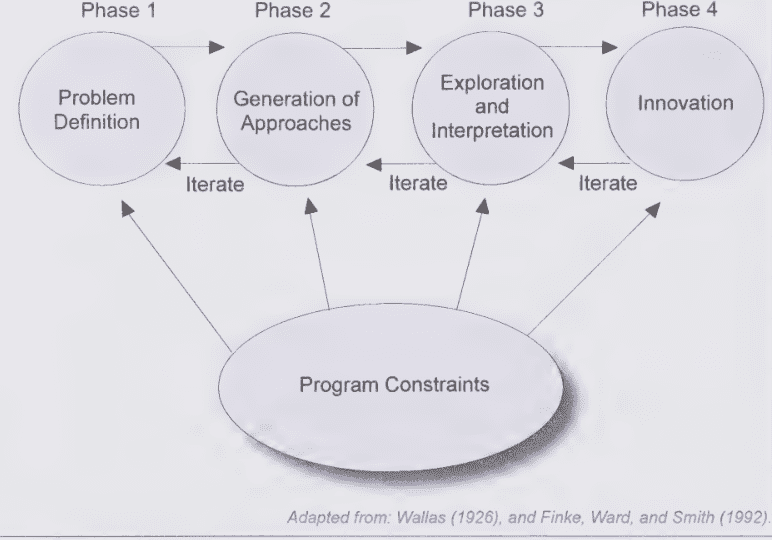 Phase 1
Phase 2
Phase 3
Phase 4
Problem
Definition
Generation of
Approaches
Exploration
and
Interpretation
Innovation
Iterate
Iterate
Iterate
Program Constraints
Adapted from: Wallas (1926), and Finke, Ward, and Smith (1992).